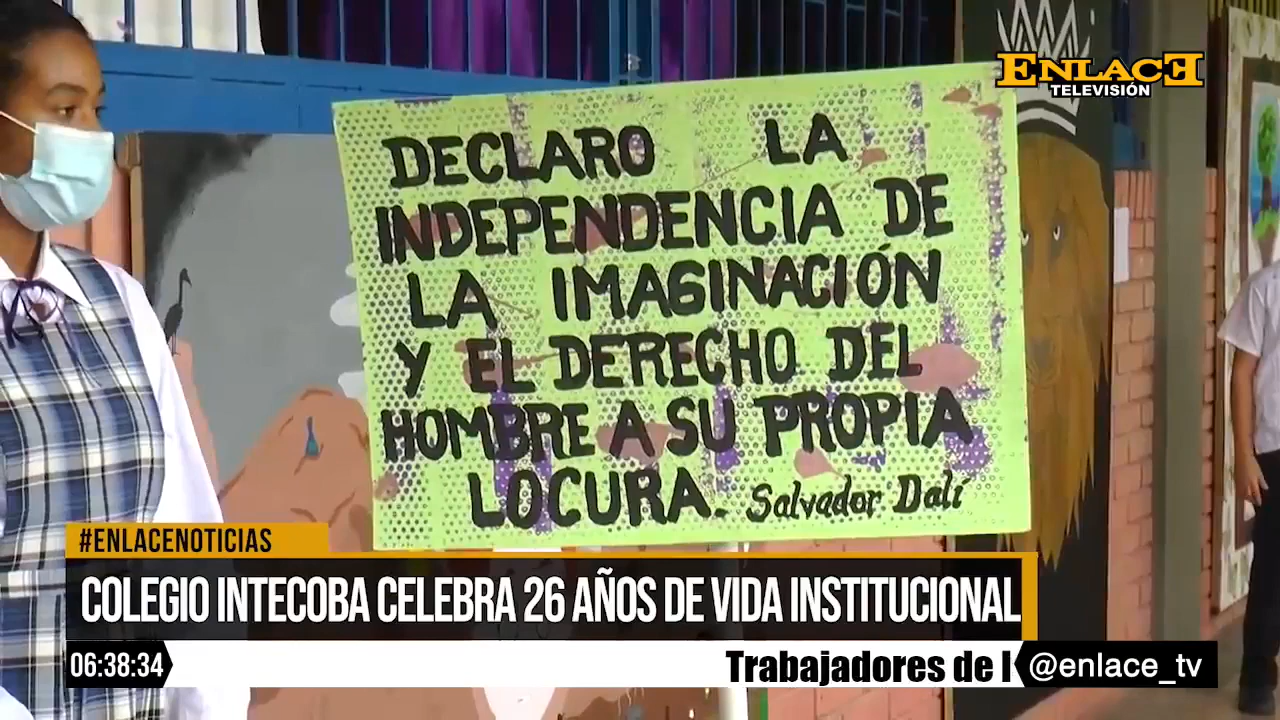 ENLACE
TELEVISIÓN
DECLARO LA
INDEPENDENCIA DE
LA IMAGINACIÓN
Y EL DERECHO DEL
HOMBRE A SU PROPIA
LOCURA.
Salvador Dalí
#ENLACENOTICIAS
COLEGIO INTECOBA CELEBRA 26 AÑOS DE VIDA INSTITUCIONAL
06:38:34
Trabajadores de
@enlace_tv